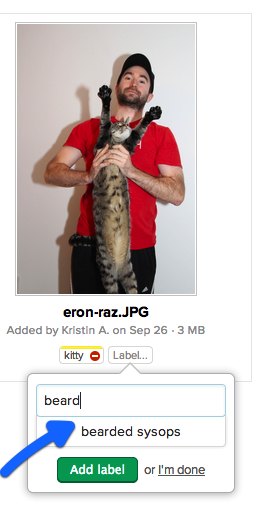 eron-raz.JPG
Added by Kristin A. on Sep 26 · 3 MB
kitty Label...
beard
bearded sysops
Add label or I'm done